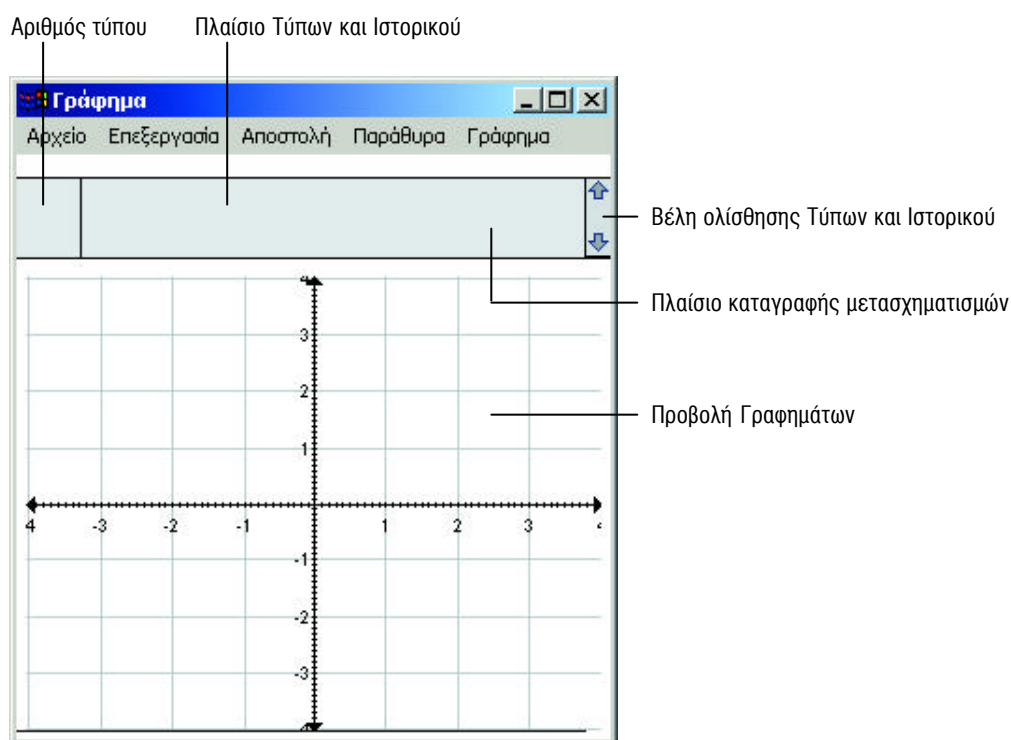 Αριθμός τύπου Πλαίσιο Τύπων και Ιστορικού
Γράφημα
Αρχείο Επεξεργασία Αποστολή Παράθυρα Γράφημα
Βέλη ολίσθησης Τύπων και Ιστορικού
Πλαίσιο καταγραφής μετασχηματισμών
4
3
2
Προβολή Γραφημάτων
1
4 -3 -2 -1 1 2 3
-1
-2
-3